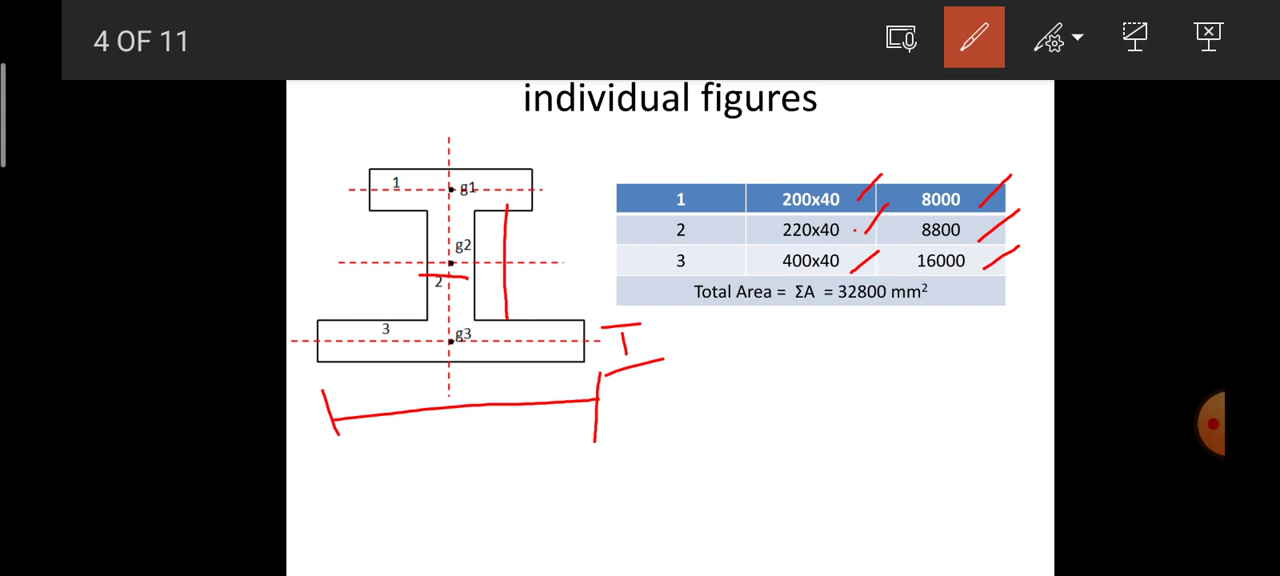 4 OF 11
individual figures
1
g1
g2
2
3
g3
1 200x40 8000
2 220x40 8800
3 400x40 16000
Total Area = ΣA = 32800 mm²